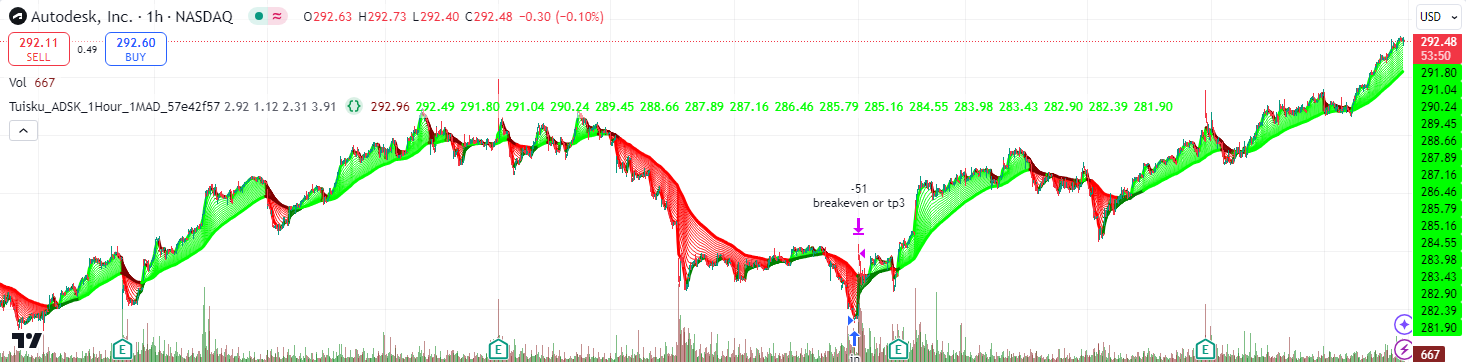 Autodesk, Inc. · 1h · NASDAQ O292.63 H292.73 L292.40 C292.48 −0.30 (−0.10%)
USD
292.11
SELL
0.49
292.60
BUY
Vol 667
Tuisku_ADSK_1Hour_1MAD_57e42f57 2.92 1.12 2.31 3.91 {} 292.96 292.49 291.80 291.04 290.24 289.45 288.66 287.89 287.16 286.46 285.79 285.16 284.55 283.98 283.43 282.90 282.39 281.90
-51
breakeven or tp3
E
E
E
E
292.48
53:50
291.80
291.04
290.24
289.45
288.66
287.89
287.16
286.46
285.79
285.16
284.55
283.98
283.43
282.90
282.39
281.90
667